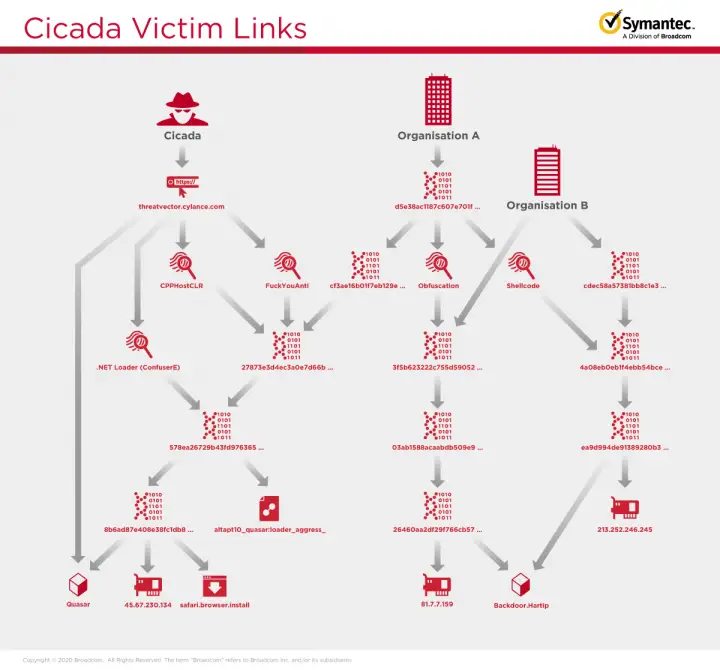 Cicada Victim Links
Symantec.
A Division of Broadcom
Cicada
Organisation A
https://
threatvector.cylance.com
d5e38ac1187c607e701f ...
Organisation B
CPPHostCLR
FuckYouAnti
cf3ae16b01f7eb129e ...
Obfuscation
Shellcode
cdec58a57381bb8c1e3 ...
.NET Loader (ConfuserE)
27873e3d4ec3a0e7d66b ...
3f5b623222c755d59052 ...
4a08eb0eb1f4ebb54bce ...
578ea26729b43fd976365 ...
03ab1588acaabdb509e9 ...
ea9d994de91389280b3 ...
8b6ad87e408e38fc1db8 ...
altapt10_quasar:loader_aggress_
26460aa2df29f766cb57 ...
213.252.246.245
Quasar
45.67.230.134
safari.browser.install
81.7.7.159
Backdoor.Hartip
Copyright © 2020 Broadcom. All Rights Reserved. The term "Broadcom" refers to Broadcom Inc. and/or its subsidiaries